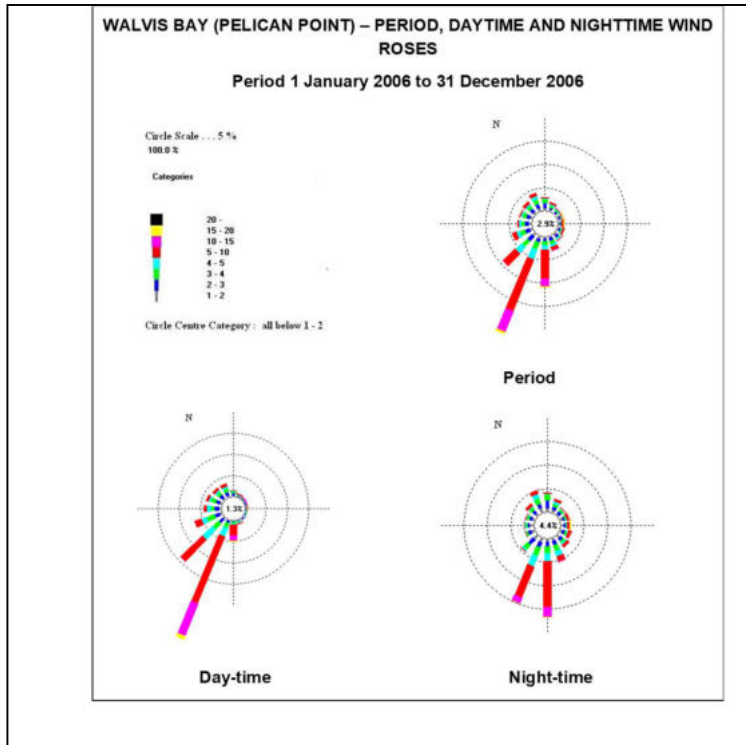 WALVIS BAY (PELICAN POINT) – PERIOD, DAYTIME AND NIGHTTIME WIND
ROSES
Period 1 January 2006 to 31 December 2006
Circle Scale . . . 5 %
100.0 %
Categories
20 -
15 - 20
10 - 15
5 - 10
4 - 5
3 - 4
2 - 3
1 - 2
Circle Centre Category : all below 1 - 2
N
2.9%
Period
N
1.3%
Day-time
N
4.4%
Night-time